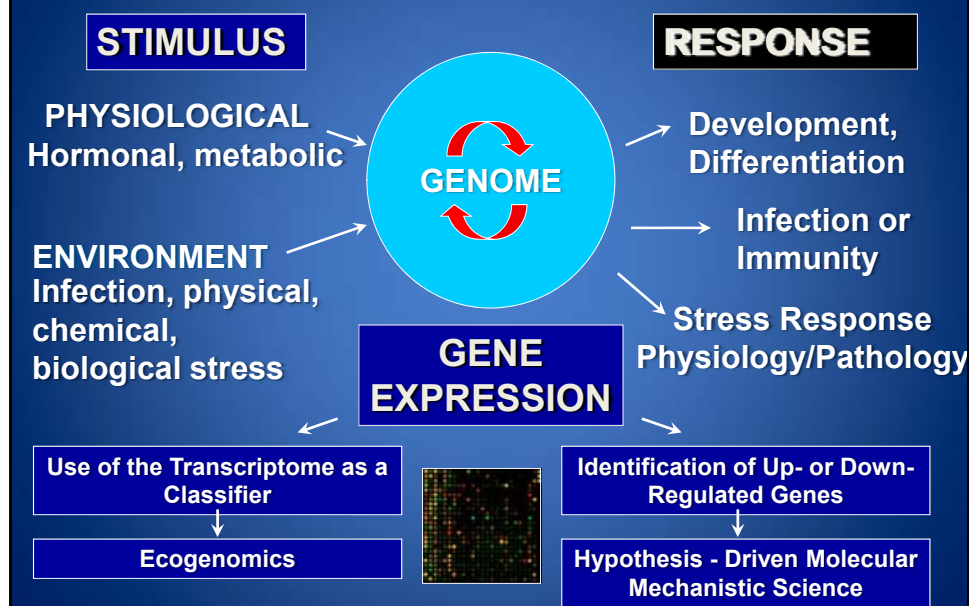 STIMULUS
RESPONSE
PHYSIOLOGICAL
Hormonal, metabolic
ENVIRONMENT
Infection, physical,
chemical,
biological stress
GENOME
Development,
Differentiation
Infection or
Immunity
Stress Response
Physiology/Pathology
GENE
EXPRESSION
Use of the Transcriptome as a
Classifier
Ecogenomics
Identification of Up- or Down-
Regulated Genes
Hypothesis - Driven Molecular
Mechanistic Science